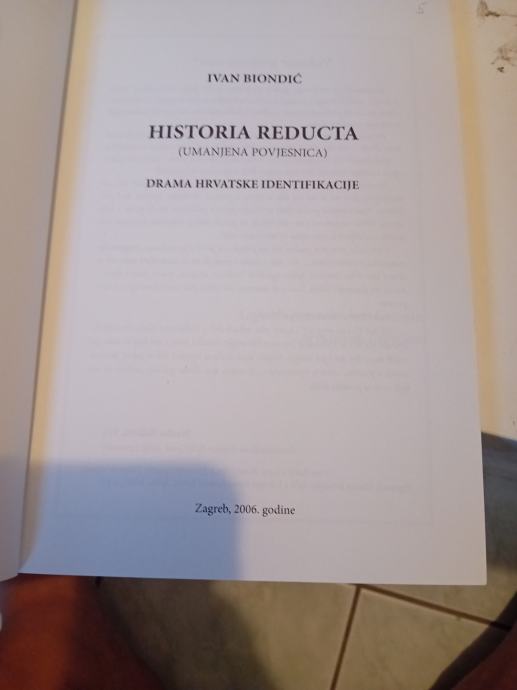 IVAN BIONDIĆ
HISTORIA REDUCTA
(UMANJENA POVJESNICA)
DRAMA HRVATSKE IDENTIFIKACIJE
Zagreb, 2006. godine